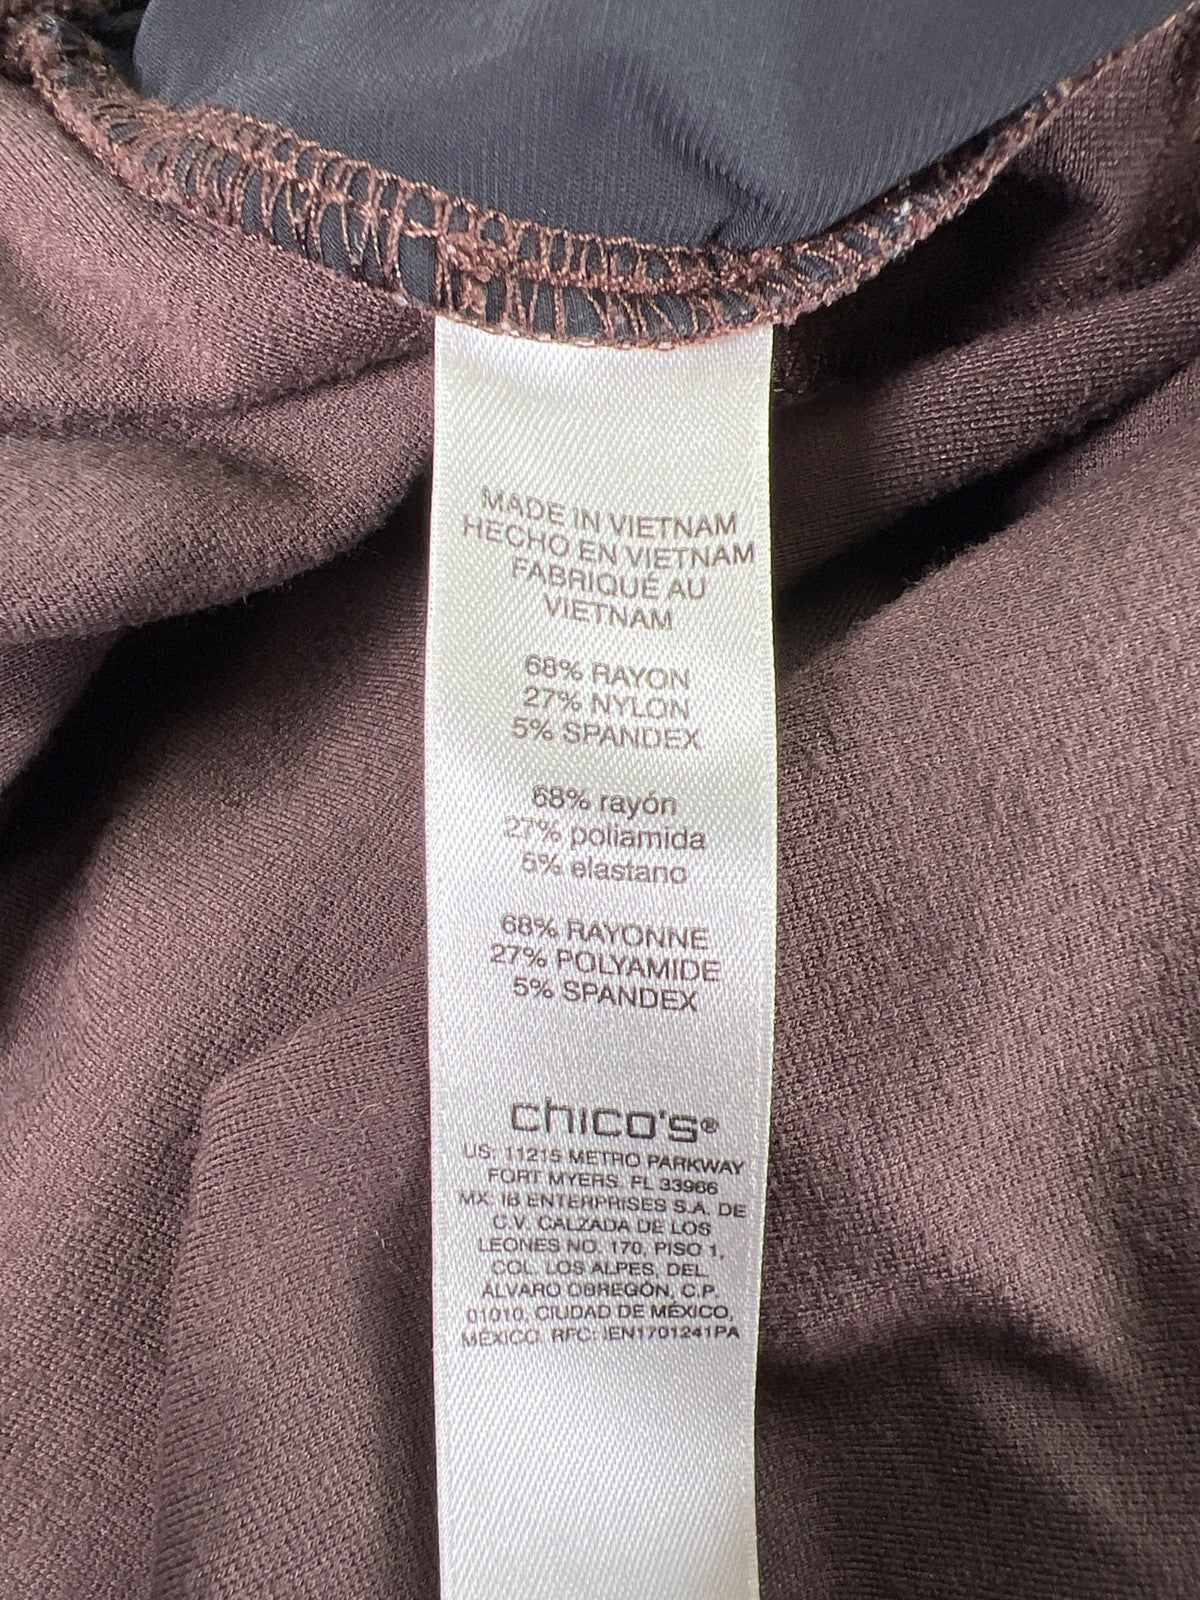 MADE IN VIETNAM
HECHO EN VIETNAM
FABRIQUÉ AU
VIETNAM
68% RAYON
27% NYLON
5% SPANDEX
68% rayón
27% poliamida
5% elastano
68% RAYONNE
27% POLYAMIDE
5% SPANDEX
CHICO'S®
US: 11215 METRO PARKWAY
FORT MYERS, FL 33966
MX: IB ENTERPRISES S.A. DE
C.V. CALZADA DE LOS
LEONES NO. 170, PISO 1,
COL. LOS ALPES, DEL.
ÁLVARO OBREGÓN, C.P.
01010, CIUDAD DE MÉXICO,
MÉXICO. RFC: IEN1701241PA